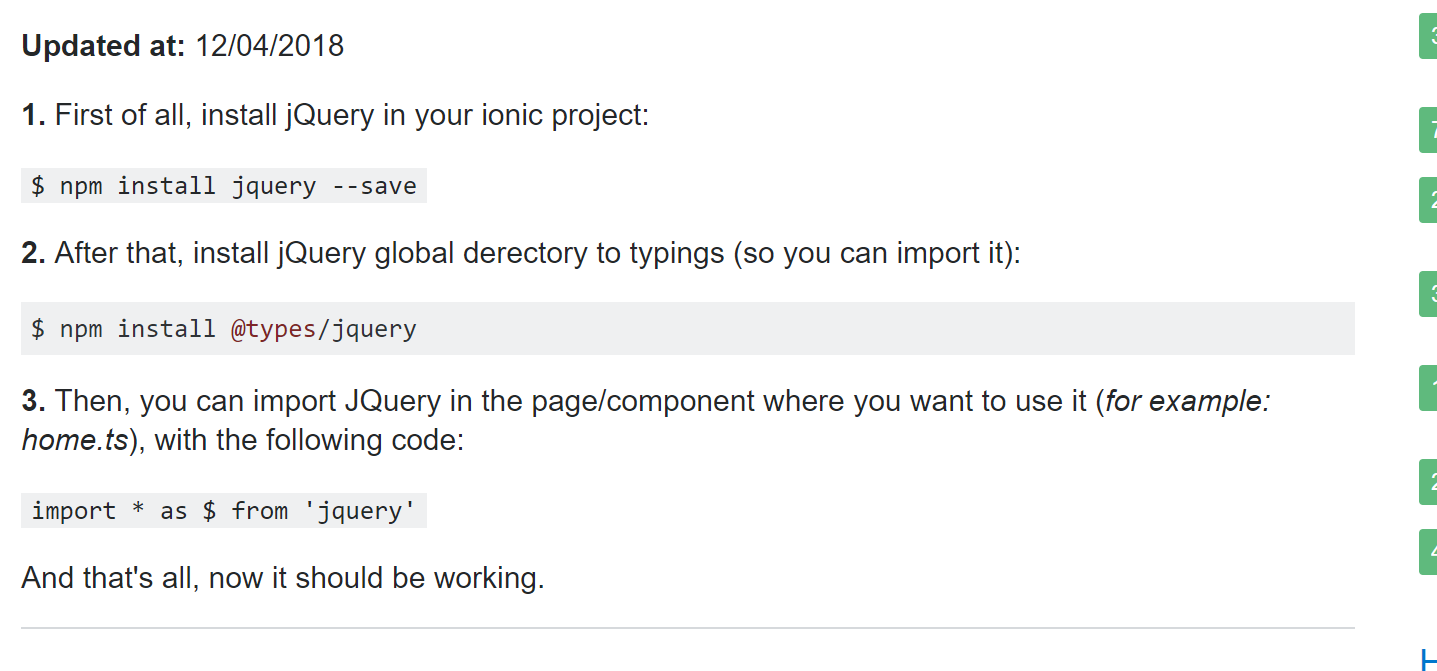 Updated at: 12/04/2018
1. First of all, install jQuery in your ionic project:
$ npm install jquery --save
2. After that, install jQuery global derectory to typings (so you can import it):
$ npm install @types/jquery
3. Then, you can import JQuery in the page/component where you want to use it (for example:
home.ts), with the following code:
import * as $ from 'jquery'
And that's all, now it should be working.